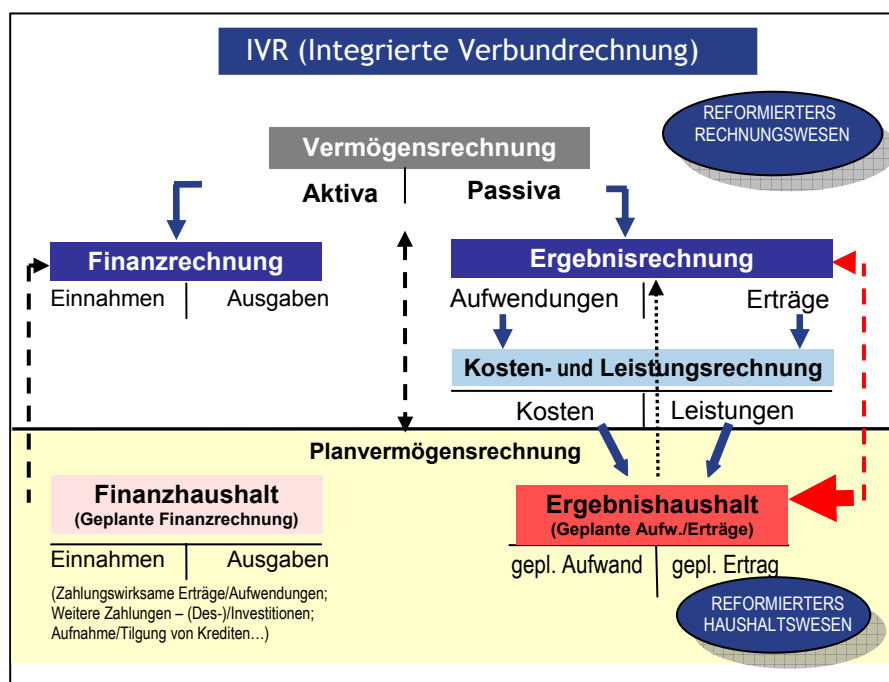 IVR (Integrierte Verbundrechnung)
REFORMIERTERS
RECHNUNGSWESEN
Vermögensrechnung
Aktiva Passiva
Finanzrechnung
Einnahmen Ausgaben
Ergebnisrechnung
Aufwendungen Erträge
Kosten- und Leistungsrechnung
Kosten Leistungen
Planvermögensrechnung
Finanzhaushalt
(Geplante Finanzrechnung)
Einnahmen Ausgaben
(Zahlungswirksame Erträge/Aufwendungen;
Weitere Zahlungen – (Des-)/Investitionen;
Aufnahme/Tilgung von Krediten…)
Ergebnishaushalt
(Geplante Aufw./Erträge)
gepl. Aufwand gepl. Ertrag
REFORMIERTERS
HAUSHALTSWESEN